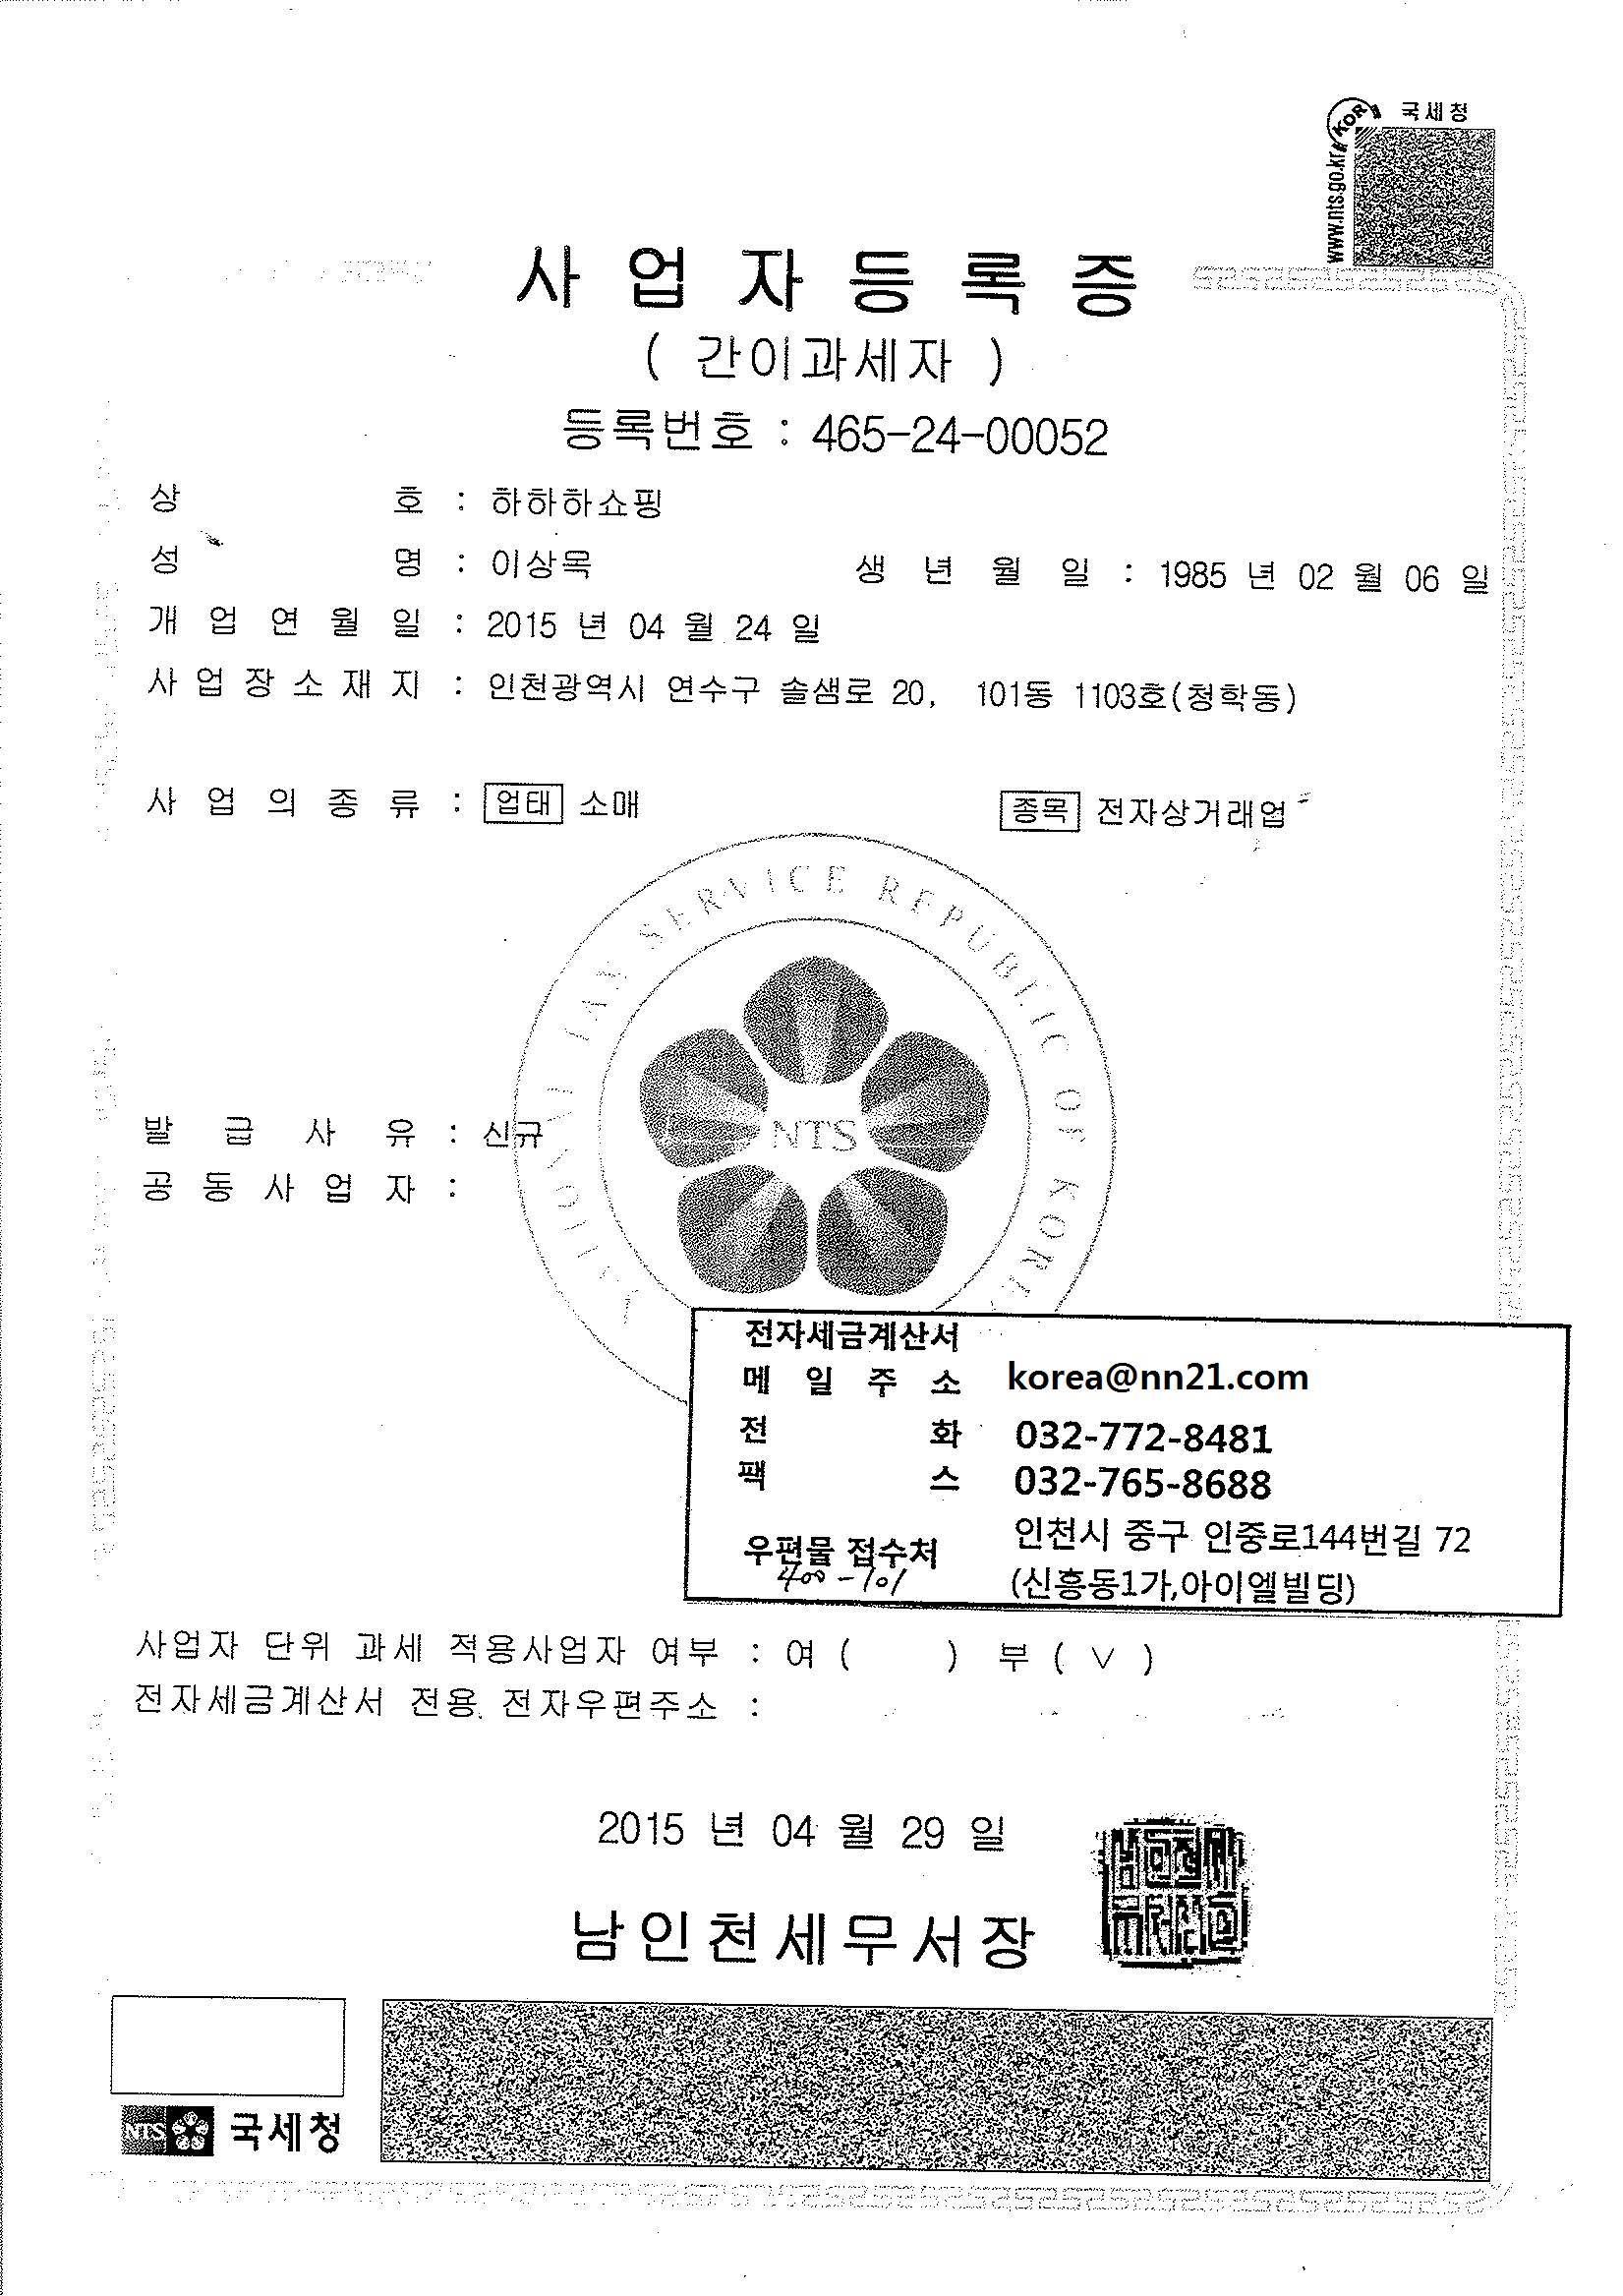 국세청
www.nts.go.kr
사 업 자 등 록 증
( 간이과세자 )
등록번호 : 465-24-00052
상 호 : 하하하쇼핑
성 명 : 이상목 생 년 월 일 : 1985 년 02 월 06 일
개 업 연 월 일 : 2015 년 04 월 24 일
사 업 장 소 재 지 : 인천광역시 연수구 솔샘로 20, 101동 1103호(청학동)
사 업 의 종 류 : 업태 소매 종목 전자상거래업
NATIONAL TAX SERVICE REPUBLIC OF KOREA
NTS
발 급 사 유 : 신규
공 동 사 업 자 :
전자세금계산서
메 일 주 소 korea@nn21.com
전 화 032-772-8481
팩 스 032-765-8688
우편물 접수처 인천시 중구 인중로144번길 72
400-701 (신흥동1가,아이엘빌딩)
사업자 단위 과세 적용사업자 여부 : 여 ( ) 부 ( ∨ )
전자세금계산서 전용 전자우편주소 :
2015 년 04 월 29 일
남인천세무서장
NTS 국세청